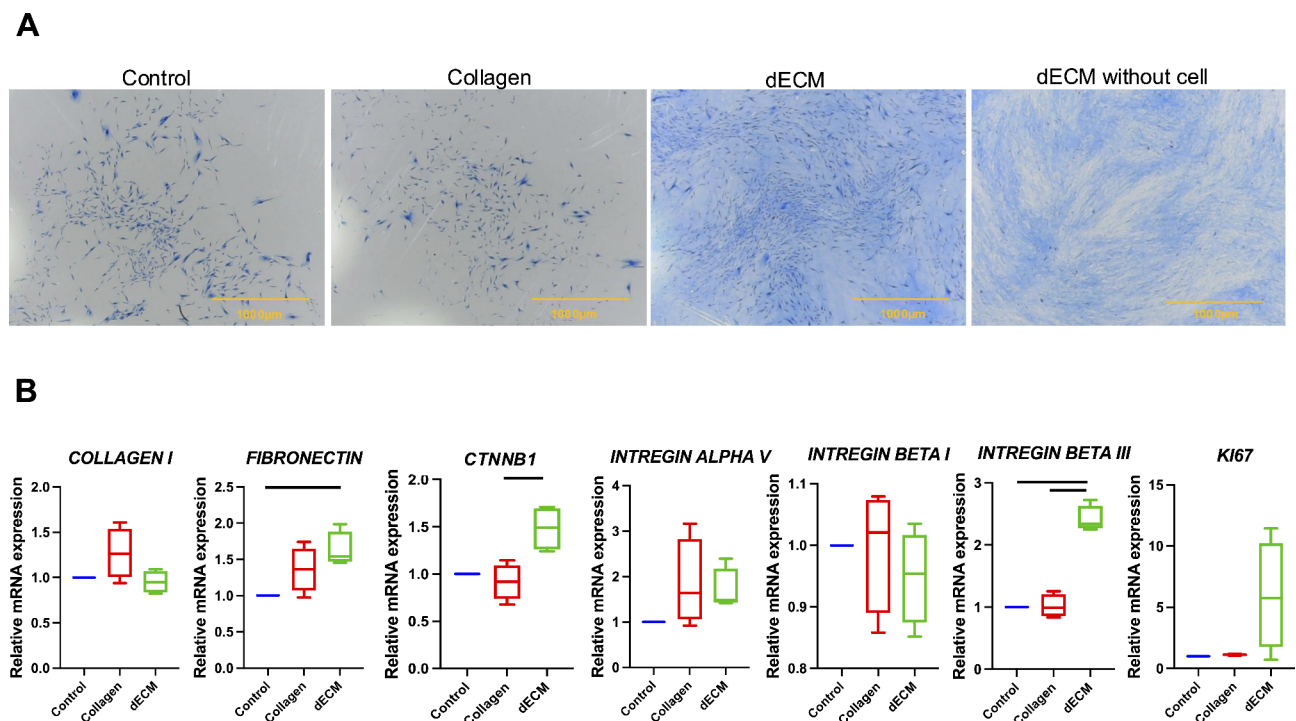 A
Control Collagen dECM dECM without cell
1000µm 1000µm 1000µm 1000µm
B
COLLAGEN I FIBRONECTIN CTNNB1 INTREGIN ALPHA V INTREGIN BETA I INTREGIN BETA III KI67
Relative mRNA expression
2.0
1.5
1.0
0.5
0.0
Control Collagen dECM
Relative mRNA expression
2.5
2.0
1.5
1.0
0.5
0.0
Control Collagen dECM
Relative mRNA expression
2.0
1.5
1.0
0.5
0.0
Control Collagen dECM
Relative mRNA expression
4
3
2
1
0
Control Collagen dECM
Relative mRNA expression
1.1
1.0
0.9
0.8
Control Collagen dECM
Relative mRNA expression
3
2
1
0
Control Collagen dECM
Relative mRNA expression
15
10
5
0
Control Collagen dECM